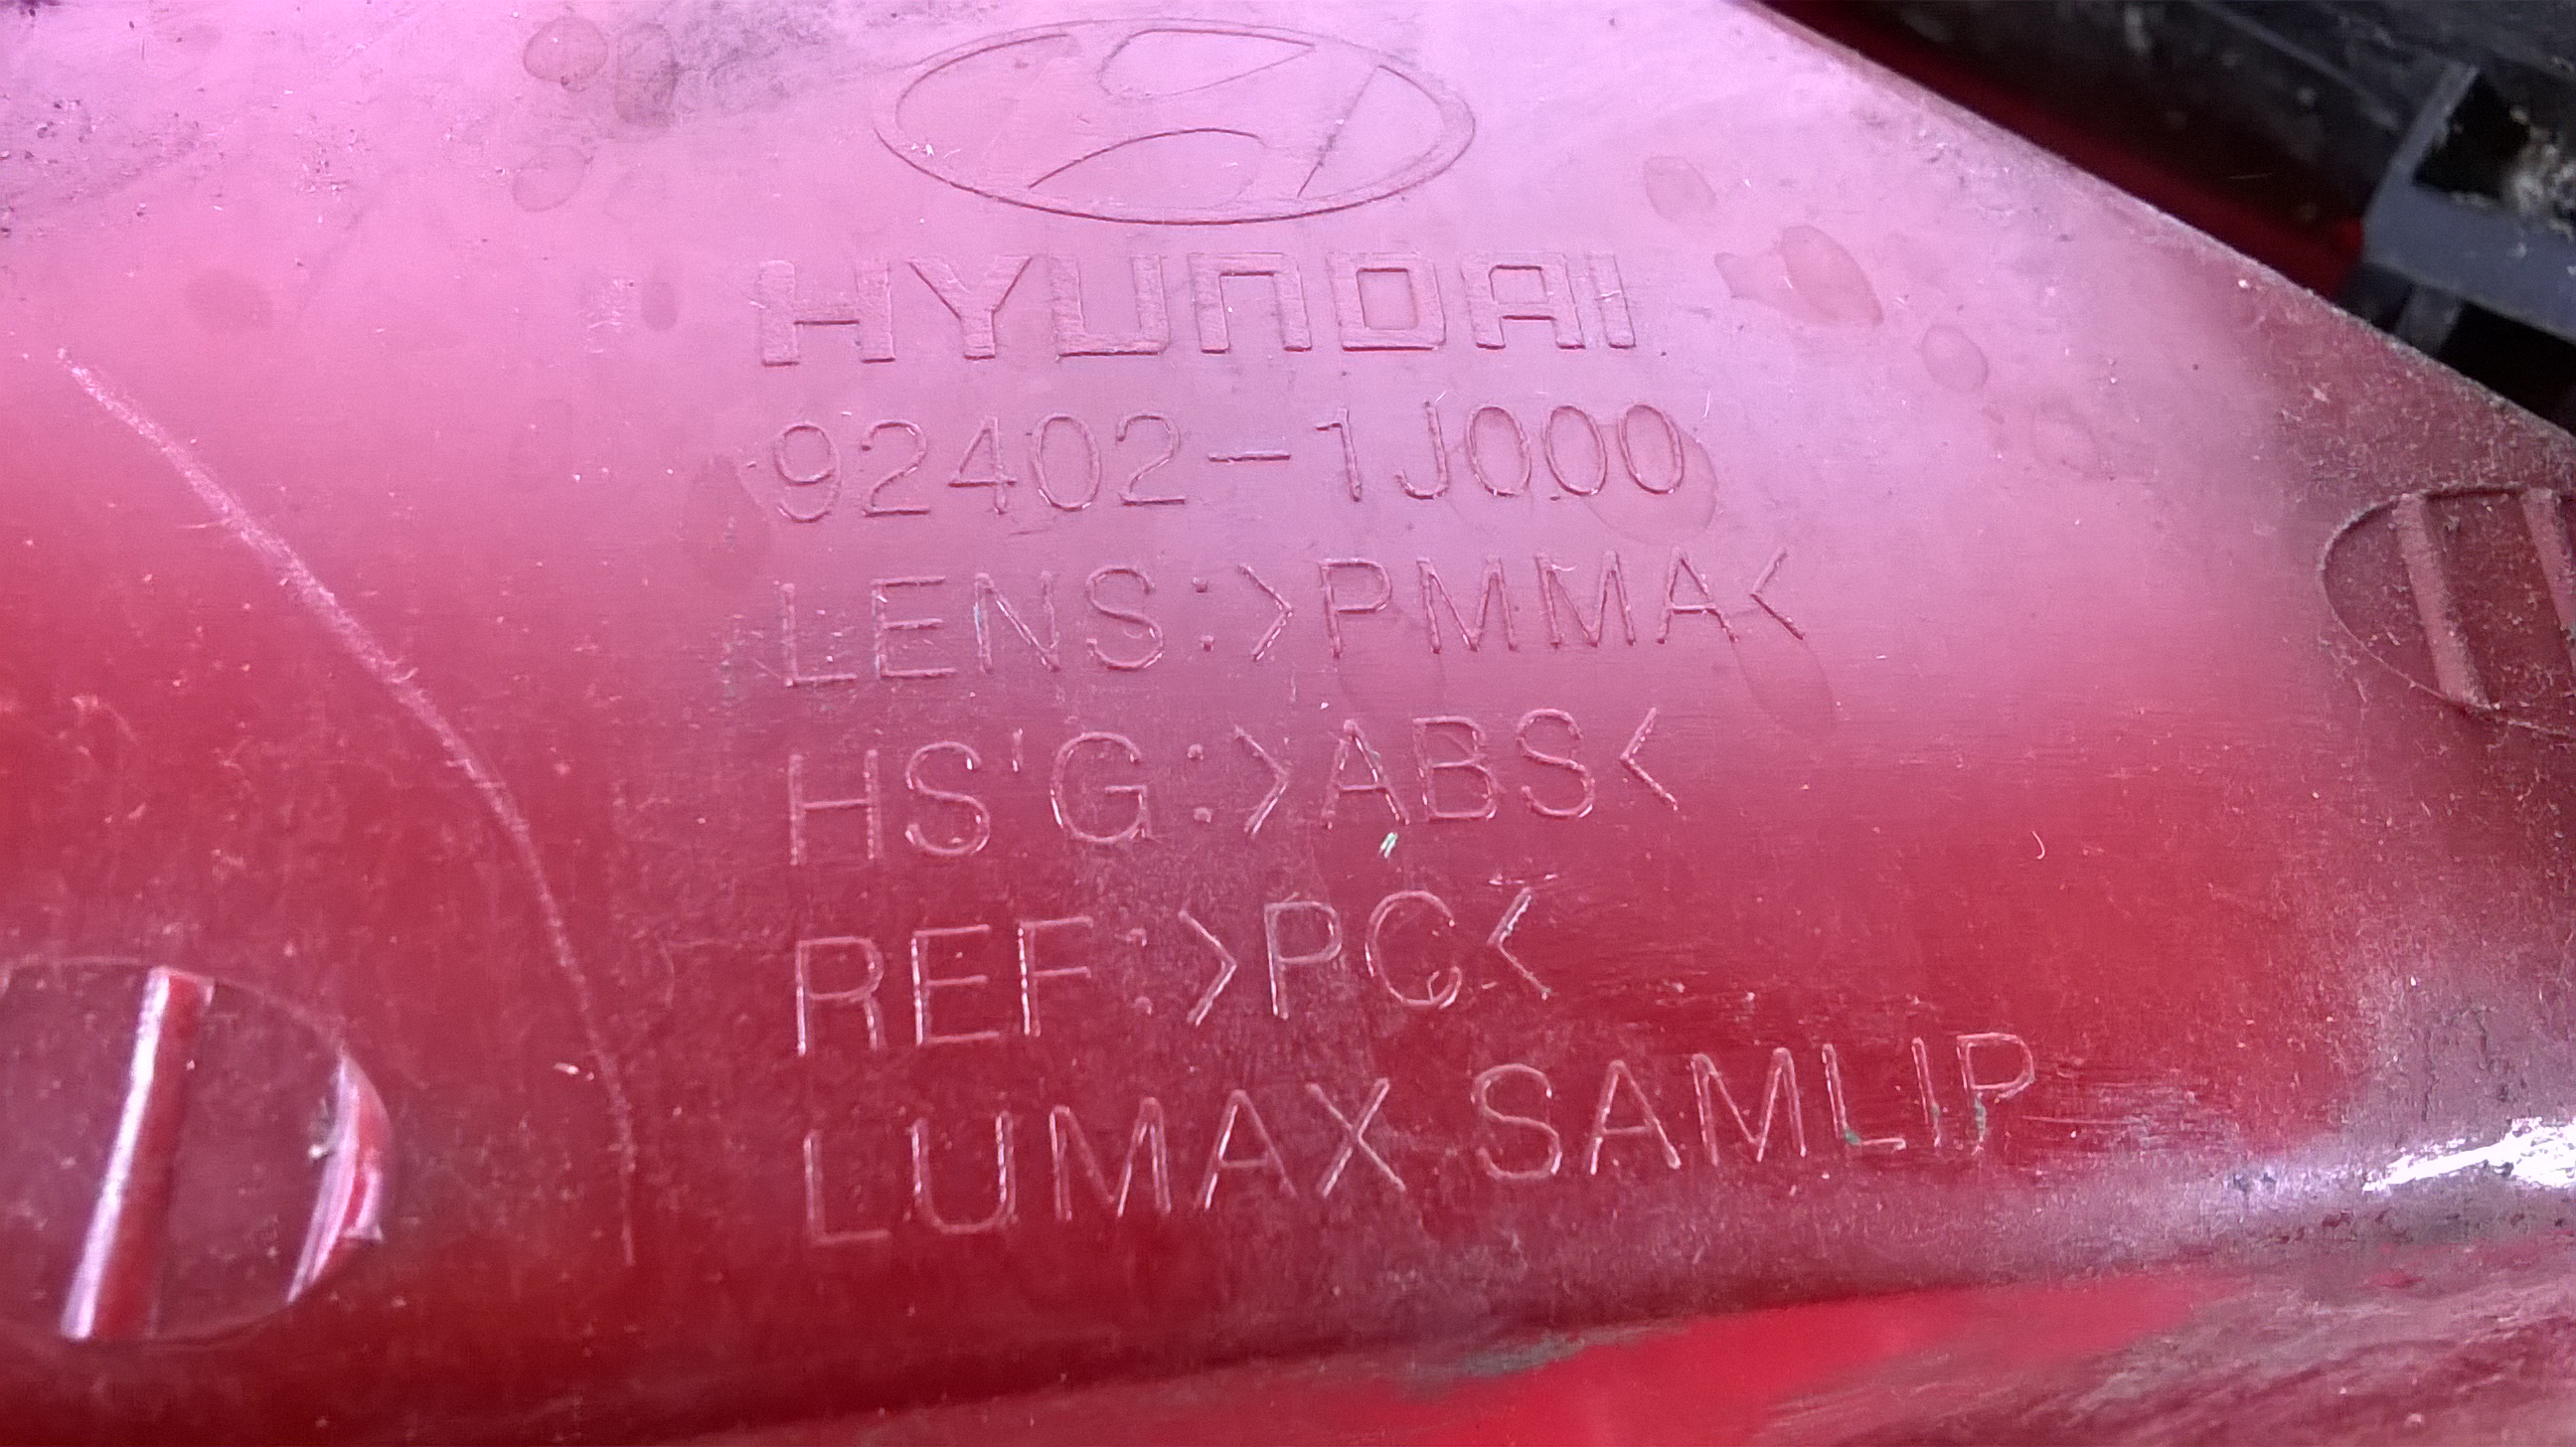 HYUNDAI
92402-1J000
LENS:>PMMA<
HS'G:>ABS<
REF:>PC<
LUMAX SAMLIP